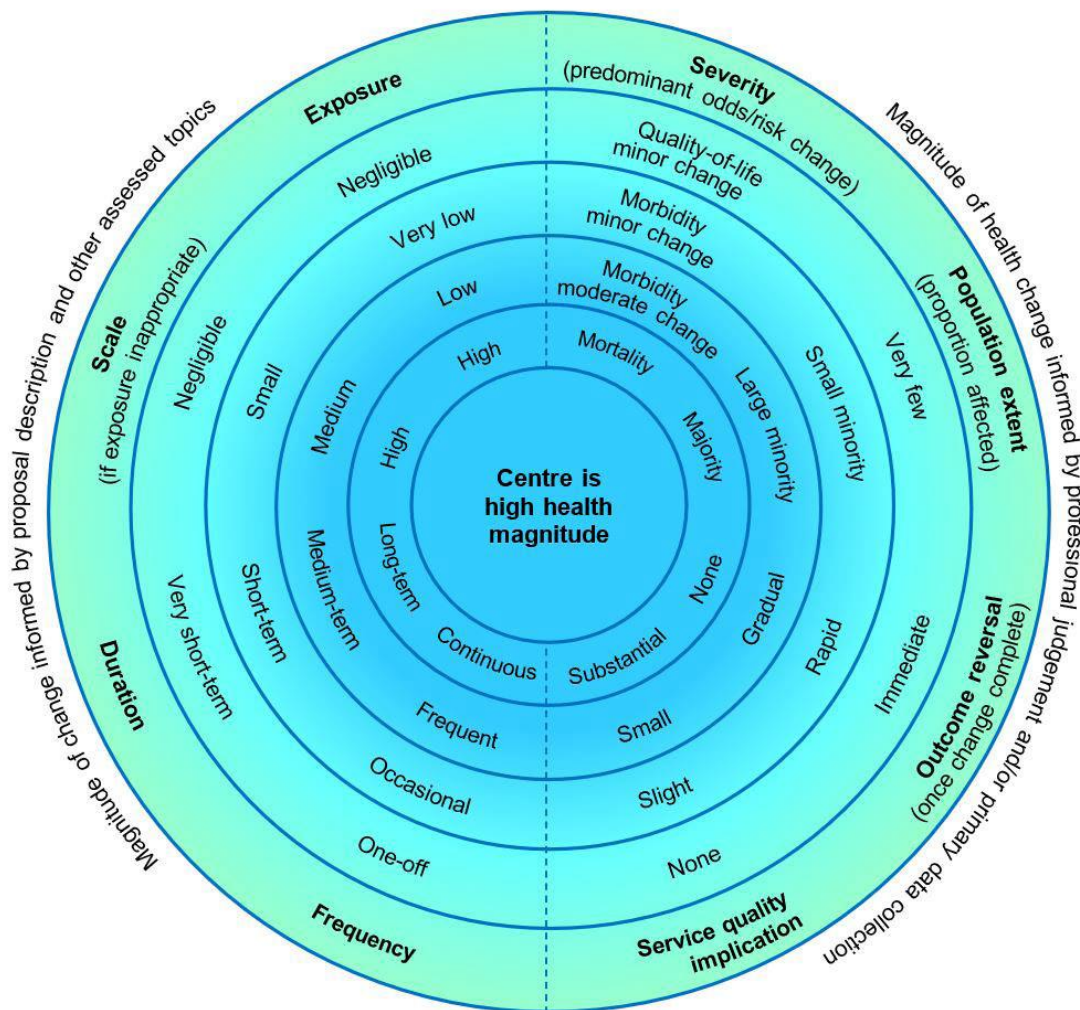 Magnitude of change informed by proposal description and other assessed topics
Magnitude of health change informed by professional judgement and/or primary data collection
Exposure
Negligible
Very low
Low
High
Severity
(predominant odds/risk change)
Quality-of-life
minor change
Morbidity
minor change
Morbidity
moderate change
Mortality
Scale
(if exposure inappropriate)
Negligible
Small
Medium
High
Population extent
(proportion affected)
Very few
Small minority
Large minority
Majority
Centre is
high health
magnitude
Duration
Very short-term
Short-term
Medium-term
Long-term
Outcome reversal
(once change complete)
Immediate
Rapid
Gradual
None
Continuous
Frequent
Occasional
One-off
Frequency
Substantial
Small
Slight
None
Service quality
implication